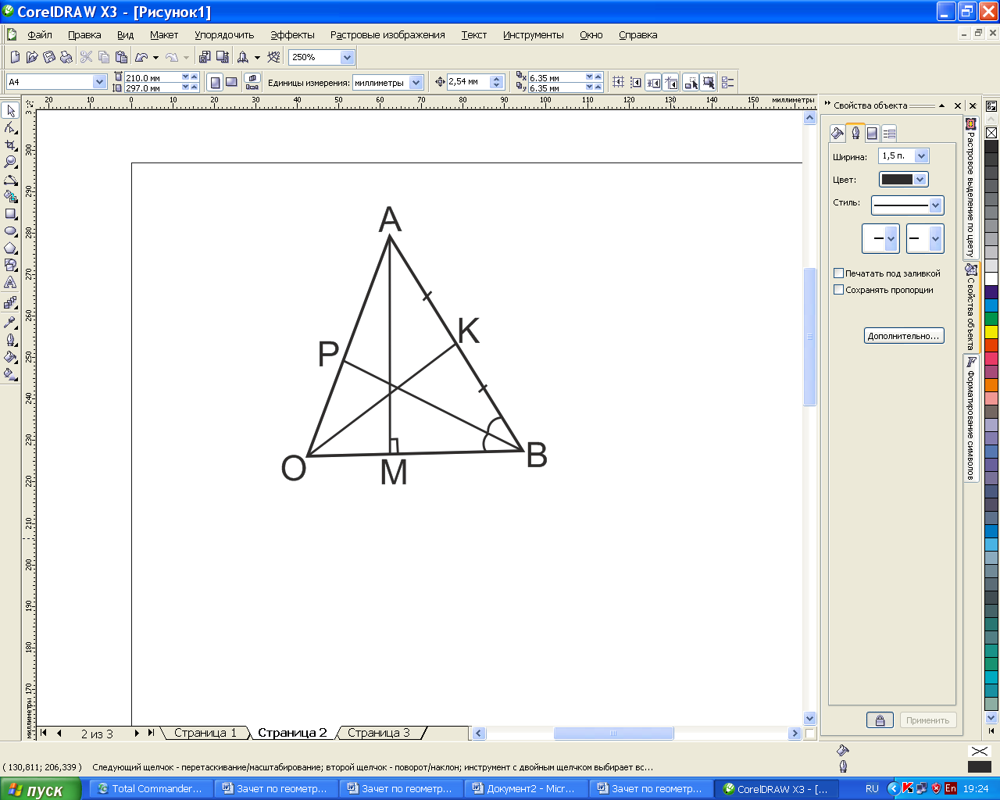 CorelDRAW X3 - [Рисунок1]
Файл Правка Вид Макет Упорядочить Эффекты Растровые изображения Текст Инструменты Окно Справка
250%
A4 210.0 мм 297.0 мм Единицы измерения: миллиметры 2,54 мм 6.35 мм 6.35 мм
20 10 0 10 20 30 40 50 60 70 80 90 100 110 120 130 140 150 миллиметры
300 290 280 270 260 250 240 230 220 210 200 190 180 170 миллиметры
A
K
P
O
M
B
Свойства объекта
Ширина: 1,5 п.
Цвет:
Стиль:
Печатать под заливкой
Сохранять пропорции
Дополнительно...
Применить
Растровое выделение по цвету
Свойства объекта
Форматирование символов
2 из 3 Страница 1 Страница 2 Страница 3
( 130,811; 206,339 ) Следующий щелчок - перетаскивание/масштабирование; второй щелчок - поворот/наклон; инструмент с двойным щелчком выбирает вс...
пуск Total Commander... Зачет по геометр... Зачет по геометр... Документ2 - Micr... Зачет по геометр... CorelDRAW X3 - [... RU En 19:24